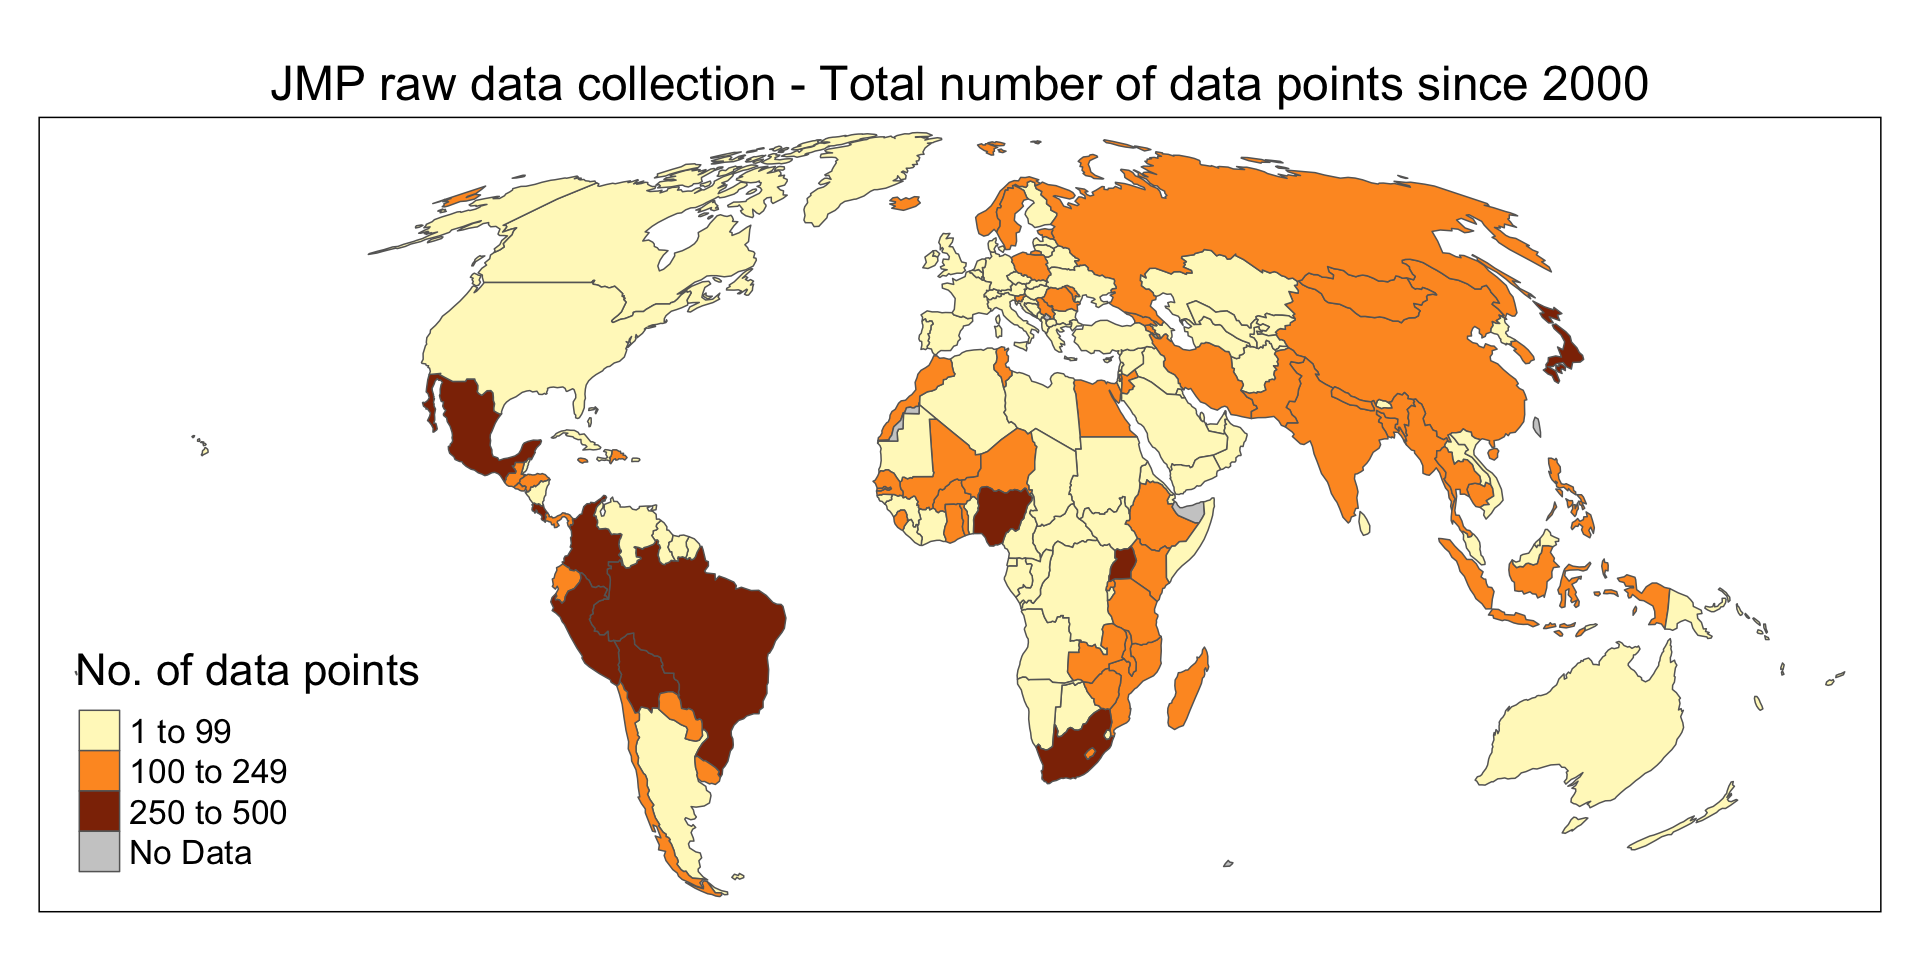 JMP raw data collection - Total number of data points since 2000
No. of data points
1 to 99
100 to 249
250 to 500
No Data